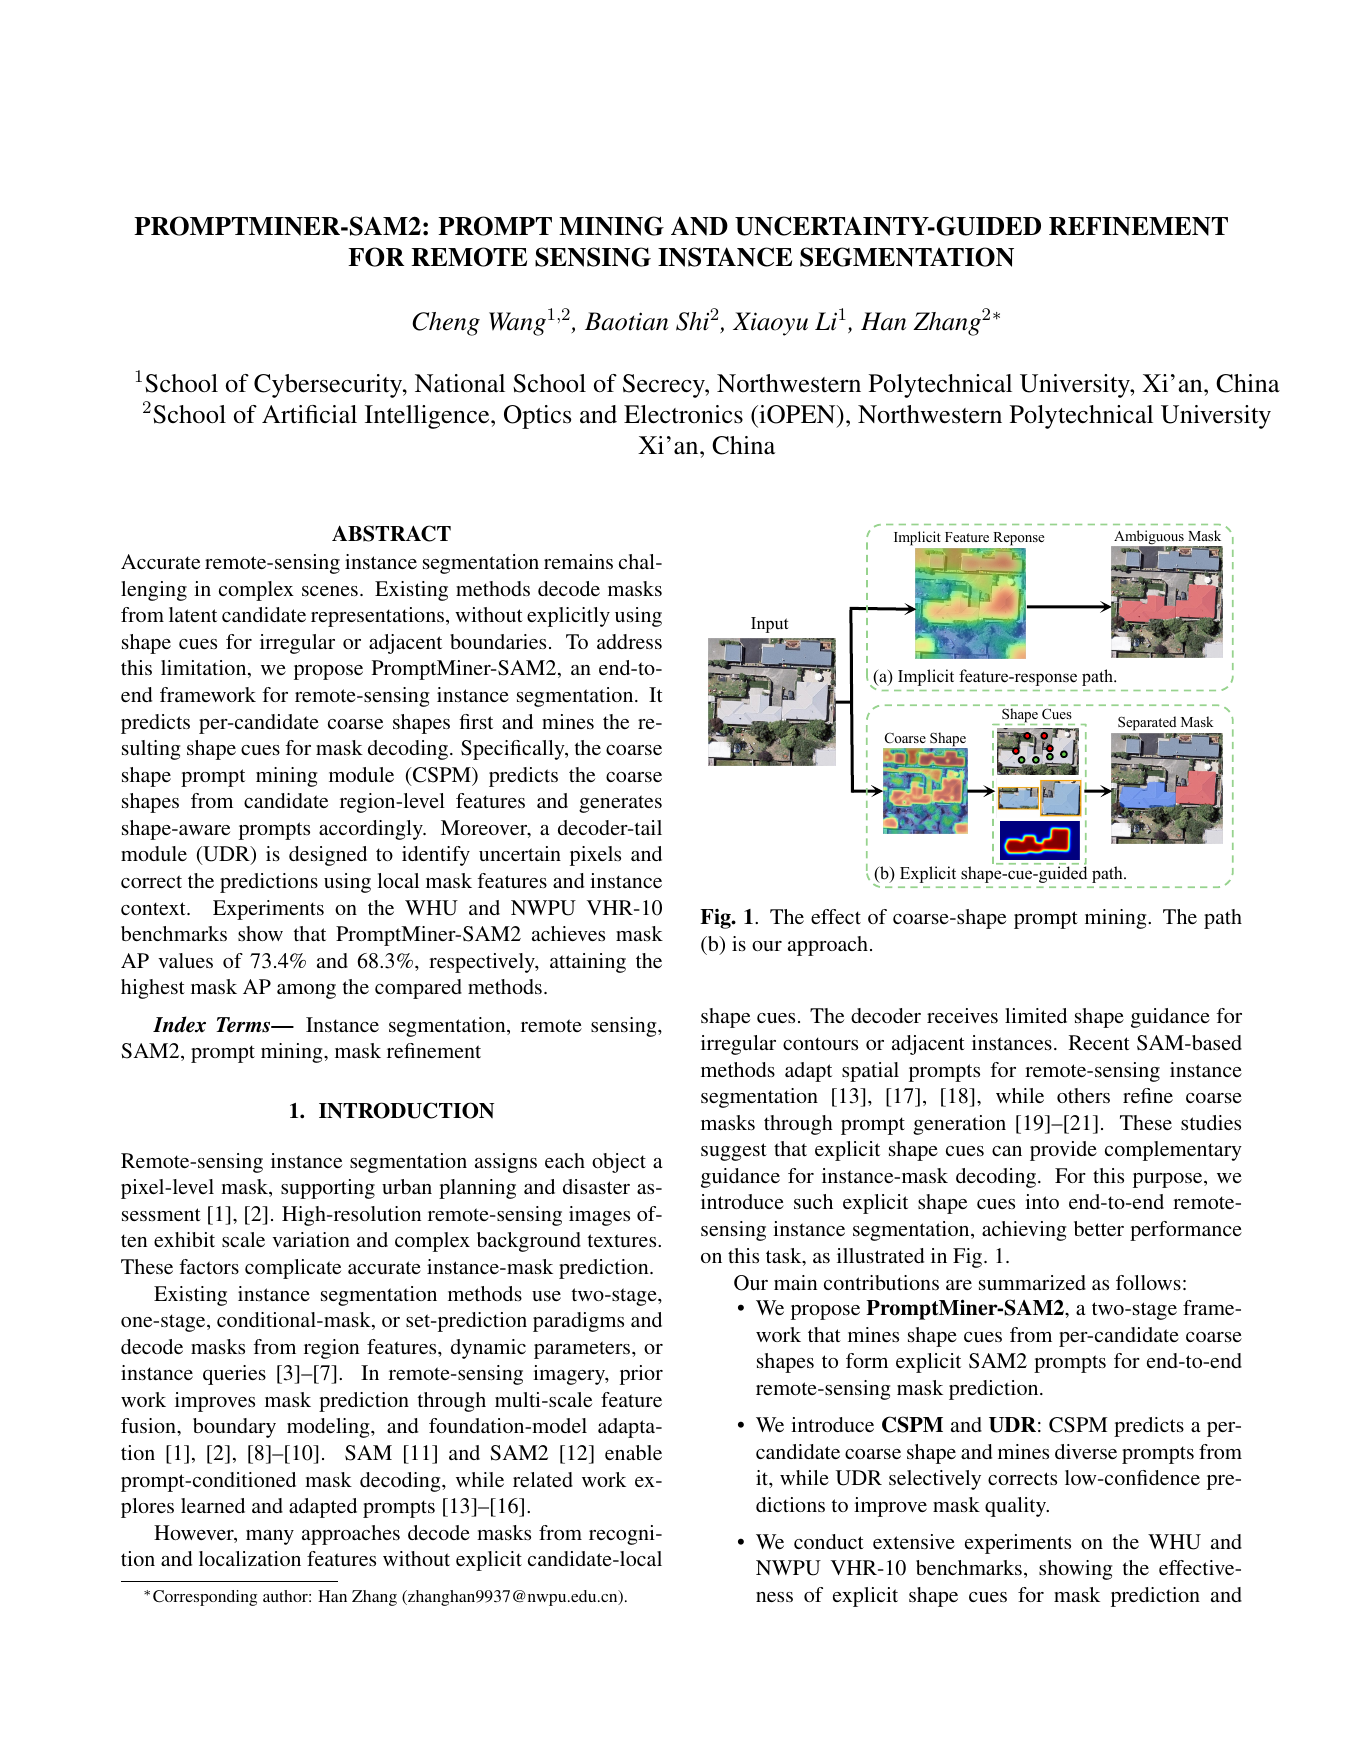 PROMPTMINER-SAM2: PROMPT MINING AND UNCERTAINTY-GUIDED REFINEMENT
FOR REMOTE SENSING INSTANCE SEGMENTATION
Cheng Wang1,2, Baotian Shi2, Xiaoyu Li1, Han Zhang2*
1School of Cybersecurity, National School of Secrecy, Northwestern Polytechnical University, Xi'an, China
2School of Artificial Intelligence, Optics and Electronics (iOPEN), Northwestern Polytechnical University
Xi'an, China
ABSTRACT
Accurate remote-sensing instance segmentation remains chal-
lenging in complex scenes. Existing methods decode masks
from latent candidate representations, without explicitly using
shape cues for irregular or adjacent boundaries. To address
this limitation, we propose PromptMiner-SAM2, an end-to-
end framework for remote-sensing instance segmentation. It
predicts per-candidate coarse shapes first and mines the re-
sulting shape cues for mask decoding. Specifically, the coarse
shape prompt mining module (CSPM) predicts the coarse
shapes from candidate region-level features and generates
shape-aware prompts accordingly. Moreover, a decoder-tail
module (UDR) is designed to identify uncertain pixels and
correct the predictions using local mask features and instance
context. Experiments on the WHU and NWPU VHR-10
benchmarks show that PromptMiner-SAM2 achieves mask
AP values of 73.4% and 68.3%, respectively, attaining the
highest mask AP among the compared methods.
Index Terms— Instance segmentation, remote sensing,
SAM2, prompt mining, mask refinement
1. INTRODUCTION
Remote-sensing instance segmentation assigns each object a
pixel-level mask, supporting urban planning and disaster as-
sessment [1], [2]. High-resolution remote-sensing images of-
ten exhibit scale variation and complex background textures.
These factors complicate accurate instance-mask prediction.
Existing instance segmentation methods use two-stage,
one-stage, conditional-mask, or set-prediction paradigms and
decode masks from region features, dynamic parameters, or
instance queries [3]–[7]. In remote-sensing imagery, prior
work improves mask prediction through multi-scale feature
fusion, boundary modeling, and foundation-model adapta-
tion [1], [2], [8]–[10]. SAM [11] and SAM2 [12] enable
prompt-conditioned mask decoding, while related work ex-
plores learned and adapted prompts [13]–[16].
However, many approaches decode masks from recogni-
tion and localization features without explicit candidate-local
*Corresponding author: Han Zhang (zhanghan9937@nwpu.edu.cn).
Input
Implicit Feature Reponse
Ambiguous Mask
(a) Implicit feature-response path.
Coarse Shape
Shape Cues
Separated Mask
(b) Explicit shape-cue-guided path.
Fig. 1. The effect of coarse-shape prompt mining. The path
(b) is our approach.
shape cues. The decoder receives limited shape guidance for
irregular contours or adjacent instances. Recent SAM-based
methods adapt spatial prompts for remote-sensing instance
segmentation [13], [17], [18], while others refine coarse
masks through prompt generation [19]–[21]. These studies
suggest that explicit shape cues can provide complementary
guidance for instance-mask decoding. For this purpose, we
introduce such explicit shape cues into end-to-end remote-
sensing instance segmentation, achieving better performance
on this task, as illustrated in Fig. 1.
Our main contributions are summarized as follows:
• We propose PromptMiner-SAM2, a two-stage frame-
work that mines shape cues from per-candidate coarse
shapes to form explicit SAM2 prompts for end-to-end
remote-sensing mask prediction.
• We introduce CSPM and UDR: CSPM predicts a per-
candidate coarse shape and mines diverse prompts from
it, while UDR selectively corrects low-confidence pre-
dictions to improve mask quality.
• We conduct extensive experiments on the WHU and
NWPU VHR-10 benchmarks, showing the effective-
ness of explicit shape cues for mask prediction and